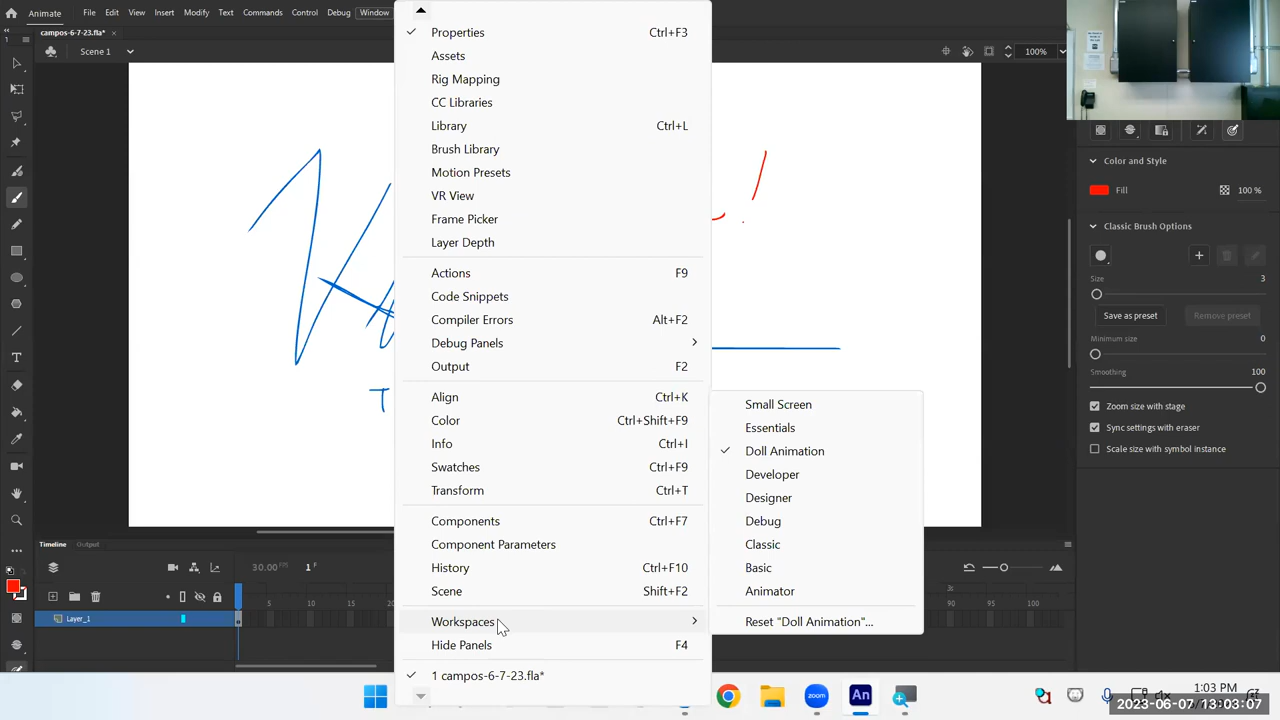 Animate File Edit View Insert Modify Text Commands Control Debug Window
campos-6-7-23.fla* ×
Scene 1 100%
Properties Ctrl+F3
Assets
Rig Mapping
CC Libraries
Library Ctrl+L
Brush Library
Motion Presets
VR View
Frame Picker
Layer Depth
Actions F9
Code Snippets
Compiler Errors Alt+F2
Debug Panels
Output F2
Align Ctrl+K
Color Ctrl+Shift+F9
Info Ctrl+I
Swatches Ctrl+F9
Transform Ctrl+T
Components Ctrl+F7
Component Parameters
History Ctrl+F10
Scene Shift+F2
Workspaces
Hide Panels F4
1 campos-6-7-23.fla*
Small Screen
Essentials
Doll Animation
Developer
Designer
Debug
Classic
Basic
Animator
Reset "Doll Animation"...
Color and Style
Fill 100 %
Classic Brush Options
Size 3
Save as preset Remove preset
Minimum size 0
Smoothing 100
Zoom size with stage
Sync settings with eraser
Scale size with symbol instance
T
Timeline Output
30.00 FPS 1 F
5 10 15 20 3s
95 100
Layer_1
zoom An
1:03 PM
2023-06-07 13:03:07